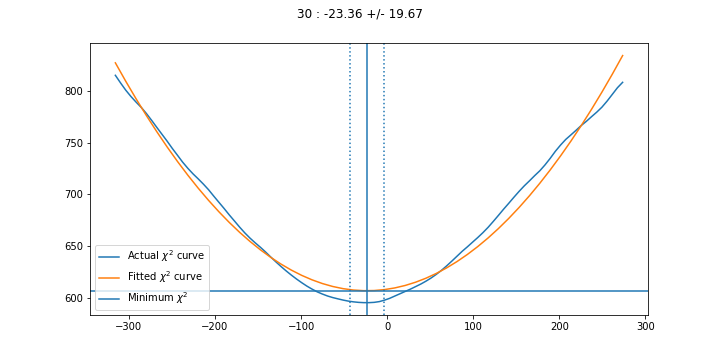 30 : -23.36 +/- 19.67
800
750
700
650
600
Actual χ² curve
Fitted χ² curve
Minimum χ²
−300 −200 −100 0 100 200 300